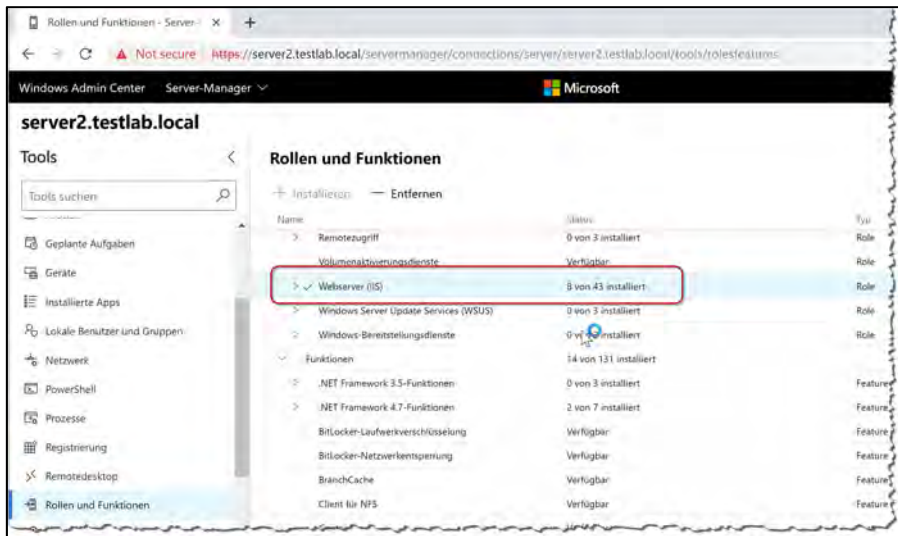 Rollen und Funktionen - Server-
Not secure https://server2.testlab.local/servermanager/connections/server/server2.testlab.local/tools/rolesfeatures
Windows Admin Center Server-Manager Microsoft
server2.testlab.local
Tools
Tools suchen
Geplante Aufgaben
Geräte
Installierte Apps
Lokale Benutzer und Gruppen
Netzwerk
PowerShell
Prozesse
Registrierung
Remotedesktop
Rollen und Funktionen
Rollen und Funktionen
Installieren Entfernen
Name Status Typ
Remotezugriff 0 von 3 installiert Role
Volumenaktivierungsdienste Verfügbar Role
Webserver (IIS) 8 von 43 installiert Role
Windows Server Update Services (WSUS) 0 von 3 installiert Role
Windows-Bereitstellungsdienste 0 installiert Role
Funktionen 14 von 131 installiert
.NET Framework 3.5-Funktionen 0 von 3 installiert Feature
.NET Framework 4.7-Funktionen 2 von 7 installiert Feature
BitLocker-Laufwerkverschlüsselung Verfügbar Feature
BitLocker-Netzwerkentsperrung Verfügbar Feature
BranchCache Verfügbar Feature
Client für NFS Verfügbar Feature